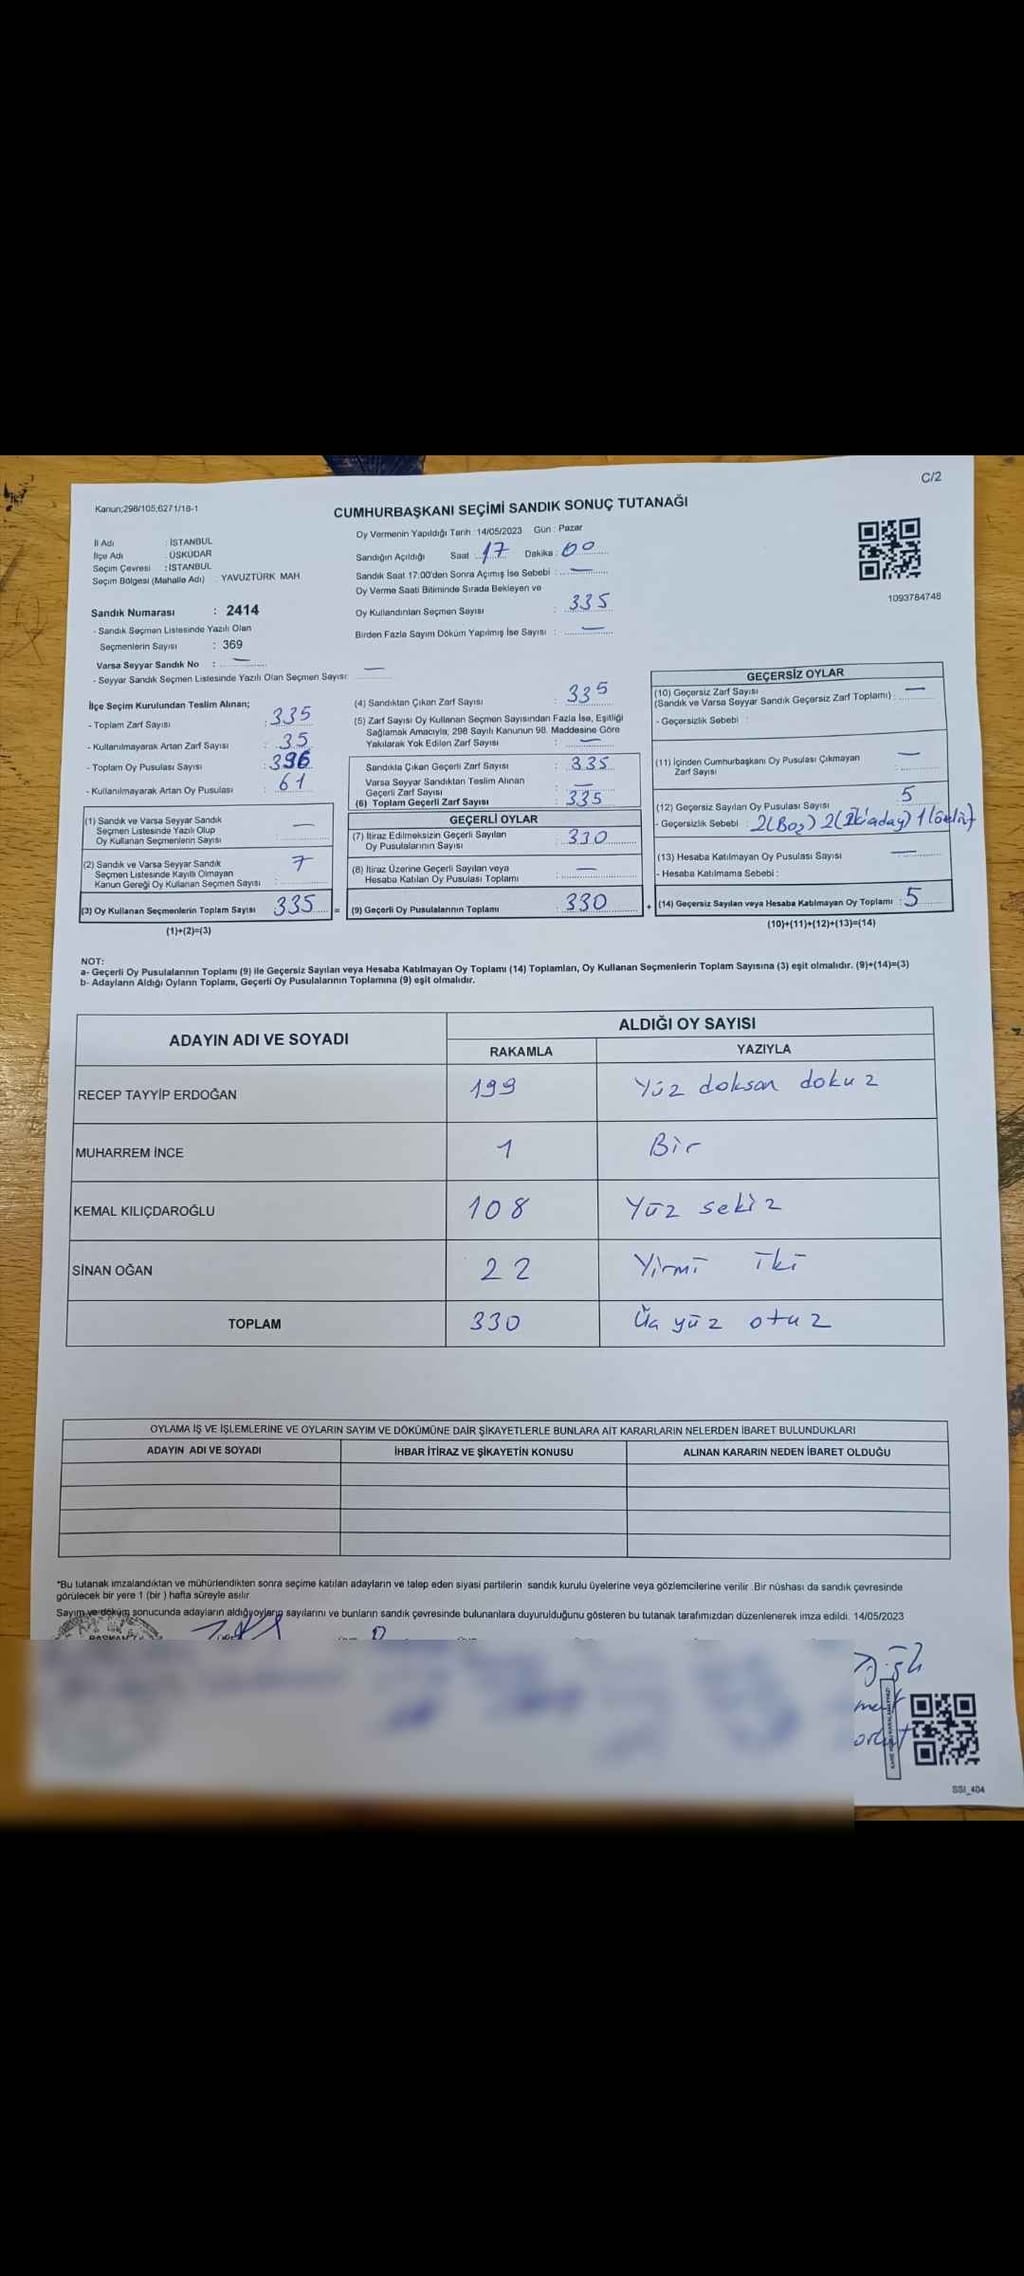 C/2
Kanun;298/105,6271/18-1
CUMHURBAŞKANI SEÇİMİ SANDIK SONUÇ TUTANAĞI
İl Adı : İSTANBUL
İlçe Adı : ÜSKÜDAR
Seçim Çevresi : İSTANBUL
Seçim Bölgesi (Mahalle Adı) YAVUZTÜRK MAH
Sandık Numarası : 2414
- Sandık Seçmen Listesinde Yazılı Olan
Seçmenlerin Sayısı : 369
Varsa Seyyar Sandık No : —
- Seyyar Sandık Seçmen Listesinde Yazılı Olan Seçmen Sayısı: —
Oy Vermenin Yapıldığı Tarih 14/05/2023 Gün : Pazar
Sandığın Açıldığı Saat 17 Dakika : 00
Sandık Saat 17:00'den Sonra Açmış İse Sebebi : —
Oy Verme Saati Bitiminde Sırada Bekleyen ve
Oy Kullandırılan Seçmen Sayısı : 335
Birden Fazla Sayım Döküm Yapılmış İse Sayısı : —
1093784748
İlçe Seçim Kurulundan Teslim Alınan;
- Toplam Zarf Sayısı : 335
- Kullanılmayarak Artan Zarf Sayısı : 35
- Toplam Oy Pusulası Sayısı : 396
- Kullanılmayarak Artan Oy Pusulası : 61
(1) Sandık ve Varsa Seyyar Sandık
Seçmen Listesinde Yazılı Olup
Oy Kullanan Seçmenlerin Sayısı : —
(2) Sandık ve Varsa Seyyar Sandık
Seçmen Listesinde Kayıtlı Olmayan
Kanun Gereği Oy Kullanan Seçmen Sayısı : 7
(3) Oy Kullanan Seçmenlerin Toplam Sayısı 335 =
(1)+(2)=(3)
(4) Sandıktan Çıkan Zarf Sayısı : 335
(5) Zarf Sayısı Oy Kullanan Seçmen Sayısından Fazla İse, Eşitliği
Sağlamak Amacıyla; 298 Sayılı Kanunun 98. Maddesine Göre
Yakılarak Yok Edilen Zarf Sayısı : —
Sandıkta Çıkan Geçerli Zarf Sayısı : 335
Varsa Seyyar Sandıktan Teslim Alınan
Geçerli Zarf Sayısı : —
(6) Toplam Geçerli Zarf Sayısı : 335
GEÇERLİ OYLAR
(7) İtiraz Edilmeksizin Geçerli Sayılan
Oy Pusulalarının Sayısı : 330
(8) İtiraz Üzerine Geçerli Sayılan veya
Hesaba Katılan Oy Pusulası Toplamı : —
(9) Geçerli Oy Pusulalarının Toplamı 330 +
GEÇERSİZ OYLAR
(10) Geçersiz Zarf Sayısı
(Sandık ve Varsa Seyyar Sandık Geçersiz Zarf Toplamı) : —
- Geçersizlik Sebebi :
(11) İçinden Cumhurbaşkanı Oy Pusulası Çıkmayan
Zarf Sayısı : —
(12) Geçersiz Sayılan Oy Pusulası Sayısı 5
- Geçersizlik Sebebi : 2(Boş) 2(İki aday) 1
(13) Hesaba Katılmayan Oy Pusulası Sayısı : —
- Hesaba Katılmama Sebebi :
(14) Geçersiz Sayılan veya Hesaba Katılmayan Oy Toplamı : 5
(10)+(11)+(12)+(13)=(14)
NOT:
a- Geçerli Oy Pusulalarının Toplamı (9) ile Geçersiz Sayılan veya Hesaba Katılmayan Oy Toplamı (14) Toplamları, Oy Kullanan Seçmenlerin Toplam Sayısına (3) eşit olmalıdır. (9)+(14)=(3)
b- Adayların Aldığı Oyların Toplamı, Geçerli Oy Pusulalarının Toplamına (9) eşit olmalıdır.
ADAYIN ADI VE SOYADI ALDIĞI OY SAYISI
RAKAMLA YAZIYLA
RECEP TAYYİP ERDOĞAN 199 Yüz doksan dokuz
MUHARREM İNCE 1 Bir
KEMAL KILIÇDAROĞLU 108 Yüz sekiz
SİNAN OĞAN 22 Yirmi iki
TOPLAM 330 Üç yüz otuz
OYLAMA İŞ VE İŞLEMLERİNE VE OYLARIN SAYIM VE DÖKÜMÜNE DAİR ŞİKAYETLERLE BUNLARA AİT KARARLARIN NELERDEN İBARET BULUNDUKLARI
ADAYIN ADI VE SOYADI İHBAR İTİRAZ VE ŞİKAYETİN KONUSU ALINAN KARARIN NEDEN İBARET OLDUĞU
*Bu tutanak imzalandıktan ve mühürlendikten sonra seçime katılan adayların ve talep eden siyasi partilerin sandık kurulu üyelerine veya gözlemcilerine verilir. Bir nüshası da sandık çevresinde
görülecek bir yere 1 (bir ) hafta süreyle asılır
Sayım ve döküm sonucunda adayların aldığı oyların sayılarını ve bunların sandık çevresinde bulunanlara duyurulduğunu gösteren bu tutanak tarafımızdan düzenlenerek imza edildi. 14/05/2023
SSI_404